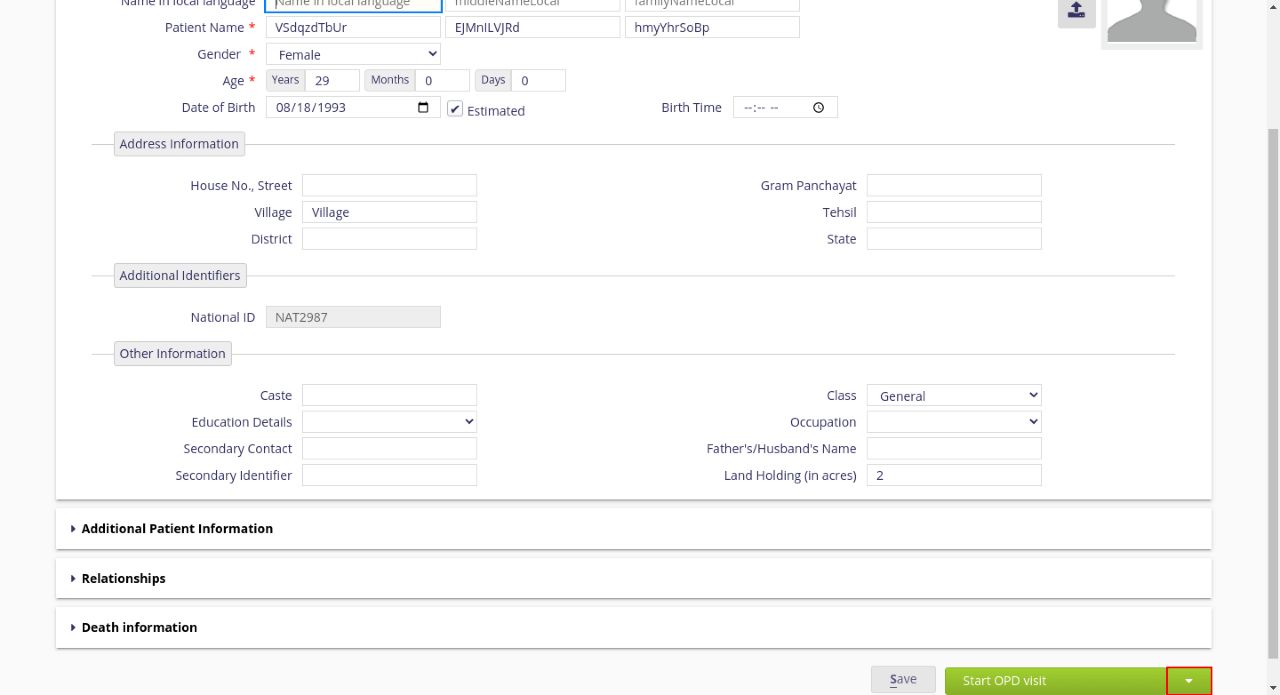 Name in local language Name in local language middleNameLocal familyNameLocal
Patient Name * VSdqzdTbUr EJMniLVJRd hmyYhrSoBp
Gender * Female
Age * Years 29 Months 0 Days 0
Date of Birth 08/18/1993 Estimated Birth Time --:-- --
Address Information
House No., Street Gram Panchayat
Village Village Tehsil
District State
Additional Identifiers
National ID NAT2987
Other Information
Caste Class General
Education Details Occupation
Secondary Contact Father's/Husband's Name
Secondary Identifier Land Holding (in acres) 2
Additional Patient Information
Relationships
Death information
Save Start OPD visit